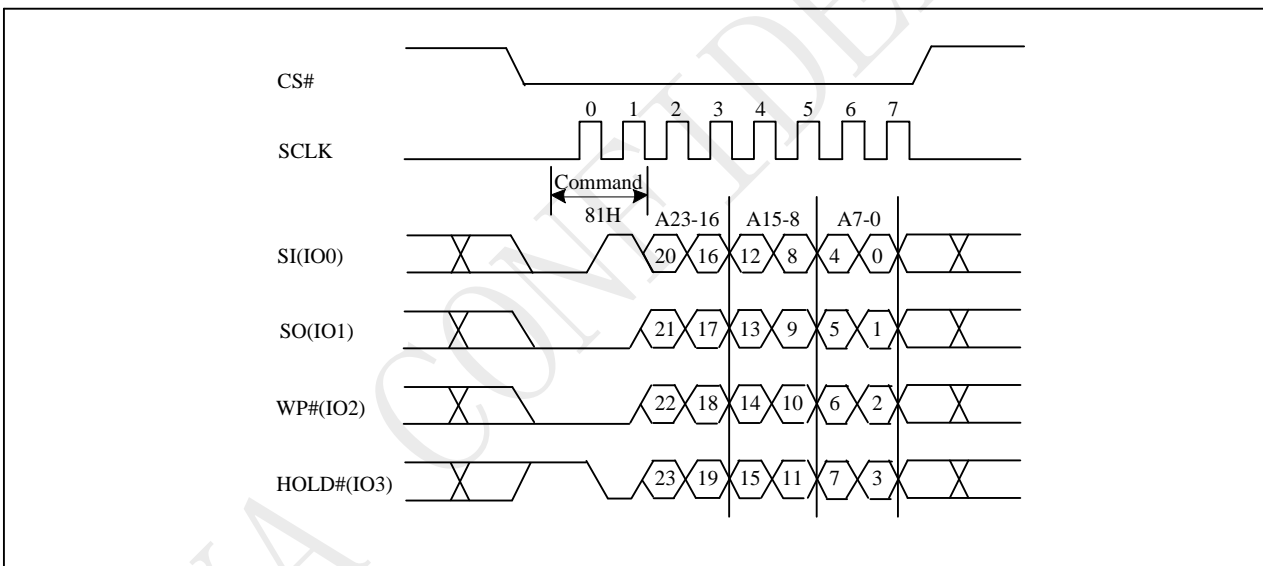 CS#
0 1 2 3 4 5 6 7
SCLK
Command
81H
A23-16 A15-8 A7-0
SI(IO0)
20 16 12 8 4 0
SO(IO1)
21 17 13 9 5 1
WP#(IO2)
22 18 14 10 6 2
HOLD#(IO3)
23 19 15 11 7 3